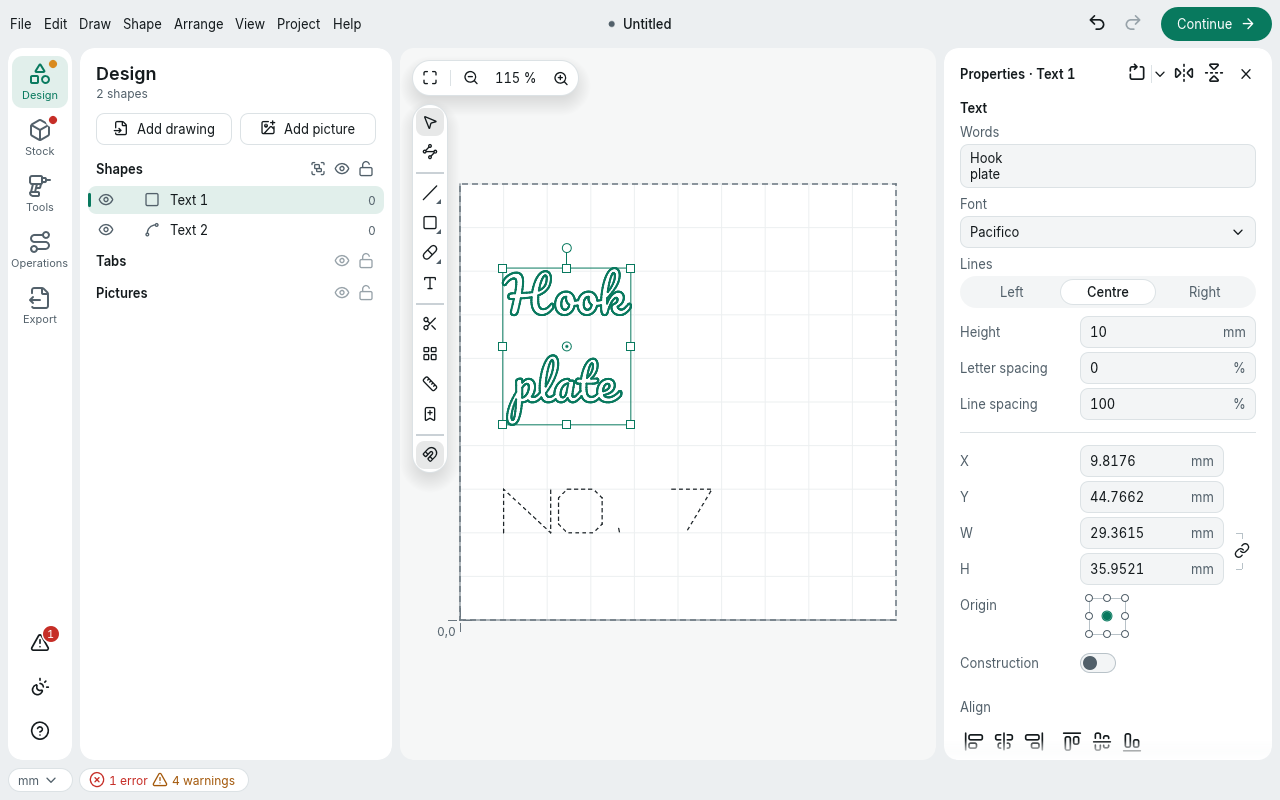 File Edit Draw Shape Arrange View Project Help
Untitled
Continue
Design
Stock
Tools
Operations
Export
1
Design
2 shapes
Add drawing
Add picture
Shapes
Text 1 0
Text 2 0
Tabs
Pictures
115 %
Hook
plate
NO. 7
0,0
Properties · Text 1
Text
Words
Hook
plate
Font
Pacifico
Lines
Left Centre Right
Height 10 mm
Letter spacing 0 %
Line spacing 100 %
X 9.8176 mm
Y 44.7662 mm
W 29.3615 mm
H 35.9521 mm
Origin
Construction
Align
mm
1 error 4 warnings